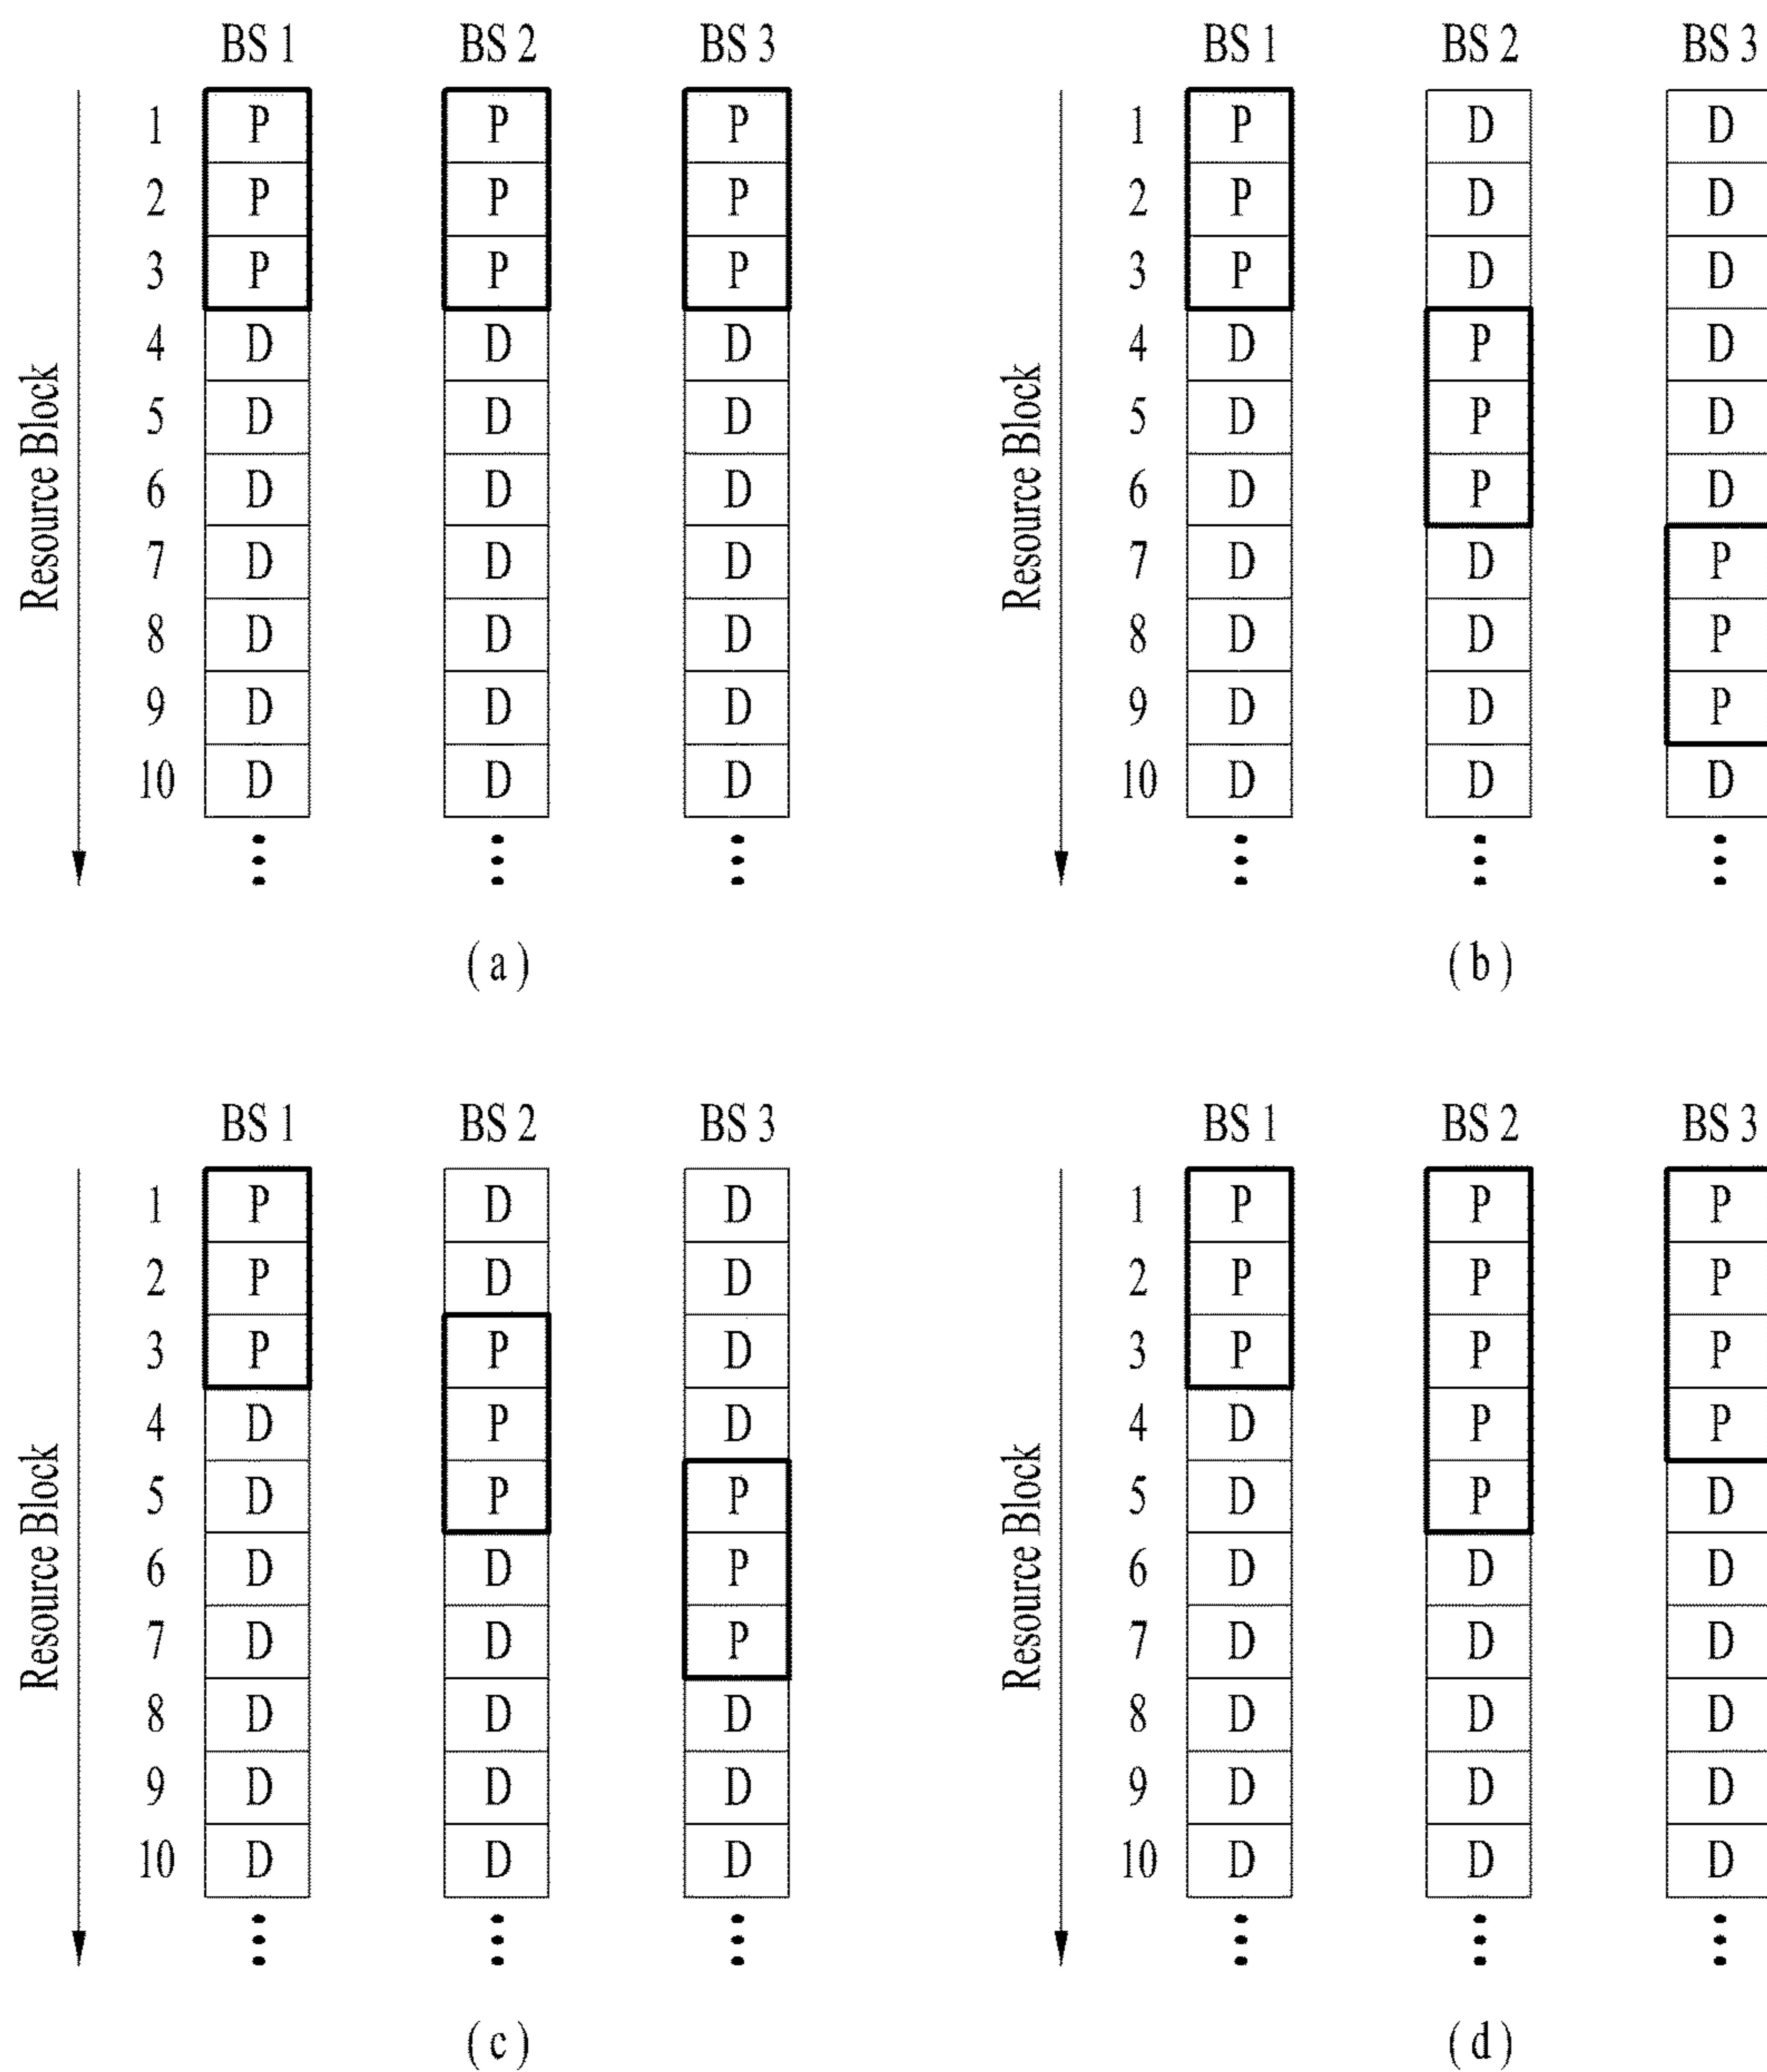 BS 1 BS 2 BS 3
1 P P P
2 P P P
3 P P P
4 D D D
5 D D D
6 D D D
7 D D D
8 D D D
9 D D D
10 D D D
Resource Block
(a)
BS 1 BS 2 BS 3
1 P D D
2 P D D
3 P D D
4 D P D
5 D P D
6 D P D
7 D D P
8 D D P
9 D D P
10 D D D
Resource Block
(b)
BS 1 BS 2 BS 3
1 P D D
2 P D D
3 P P D
4 D P D
5 D P P
6 D D P
7 D D P
8 D D D
9 D D D
10 D D D
Resource Block
(c)
BS 1 BS 2 BS 3
1 P P P
2 P P P
3 P P P
4 D P P
5 D P D
6 D D D
7 D D D
8 D D D
9 D D D
10 D D D
Resource Block
(d)